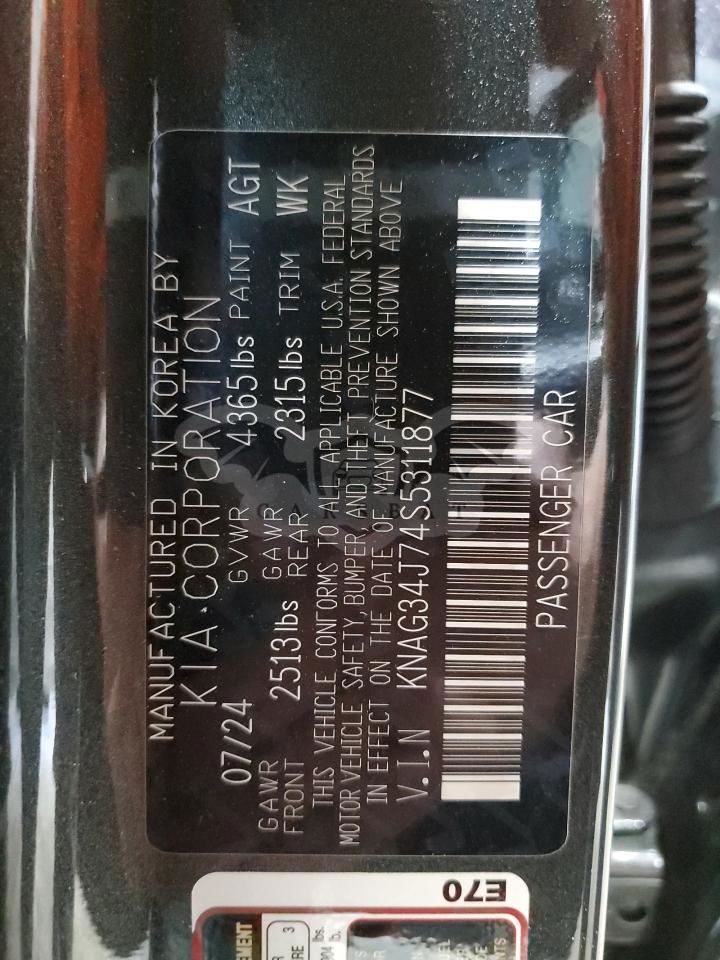 MANUFACTURED IN KOREA BY
KIA CORPORATION
07/24 GVWR 4365lbs PAINT AGT
GAWR FRONT 2513lbs GAWR REAR 2315lbs TRIM WK
THIS VEHICLE CONFORMS TO ALL APPLICABLE U.S.A. FEDERAL
MOTOR VEHICLE SAFETY, BUMPER, AND THEFT PREVENTION STANDARDS
IN EFFECT ON THE DATE OF MANUFACTURE SHOWN ABOVE
V.I.N KNAG34J74S5311877
PASSENGER CAR
E70